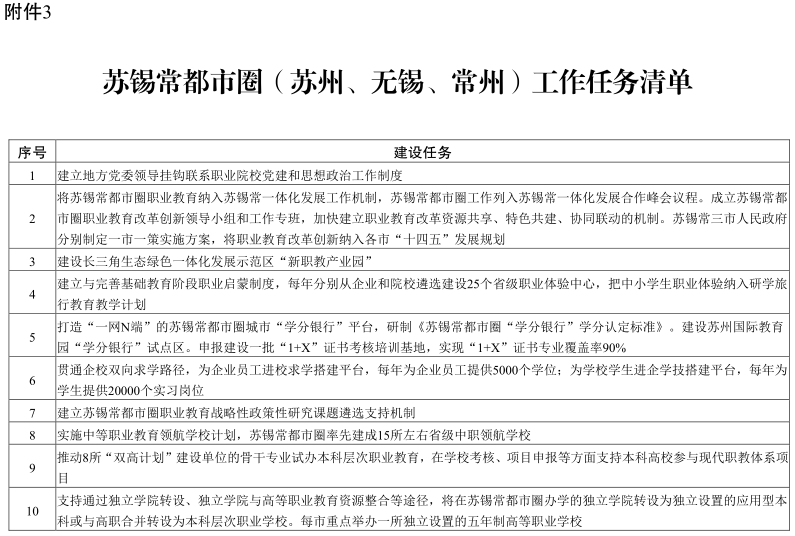 附件3
苏锡常都市圈（苏州、无锡、常州）工作任务清单
序号 建设任务
1 建立地方党委领导挂钩联系职业院校党建和思想政治工作制度
将苏锡常都市圈职业教育纳入苏锡常一体化发展工作机制，苏锡常都市圈工作列入苏锡常一体化发展合作峰会议程。成立苏锡常都
2 市圈职业教育改革创新领导小组和工作专班，加快建立职业教育改革资源共享、特色共建、协同联动的机制。苏锡常三市人民政府
分别制定一市一策实施方案，将职业教育改革创新纳入各市“十四五”发展规划
3 建设长三角生态绿色一体化发展示范区“新职教产业园”
4 建立与完善基础教育阶段职业启蒙制度，每年分别从企业和院校遴选建设25个省级职业体验中心，把中小学生职业体验纳入研学旅
行教育教学计划
5 打造“一网N端”的苏锡常都市圈城市“学分银行”平台，研制《苏锡常都市圈“学分银行”学分认定标准》。建设苏州国际教育
园“学分银行”试点区。申报建设一批“1+X”证书考核培训基地，实现“1+X”证书专业覆盖率90%
6 贯通企校双向求学路径，为企业员工进校求学搭建平台，每年为企业员工提供5000个学位；为学校学生进企学技搭建平台，每年为
学生提供20000个实习岗位
7 建立苏锡常都市圈职业教育战略性政策性研究课题遴选支持机制
8 实施中等职业教育领航学校计划，苏锡常都市圈率先建成15所左右省级中职领航学校
9 推动8所“双高计划”建设单位的骨干专业试办本科层次职业教育，在学校考核、项目申报等方面支持本科高校参与现代职教体系项
目
10 支持通过独立学院转设、独立学院与高等职业教育资源整合等途径，将在苏锡常都市圈办学的独立学院转设为独立设置的应用型本
科或与高职合并转设为本科层次职业学校。每市重点举办一所独立设置的五年制高等职业学校